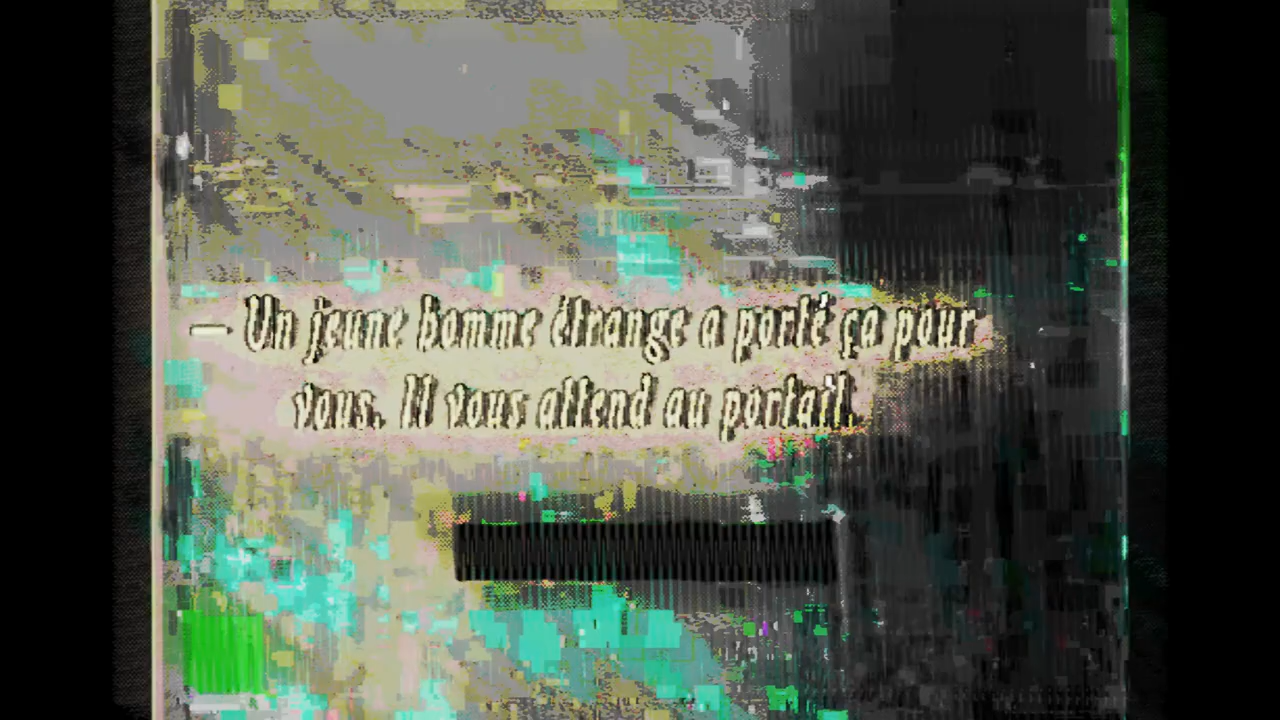 — Un jeune homme étrange a porté ça pour
vous. Il vous attend au portail.